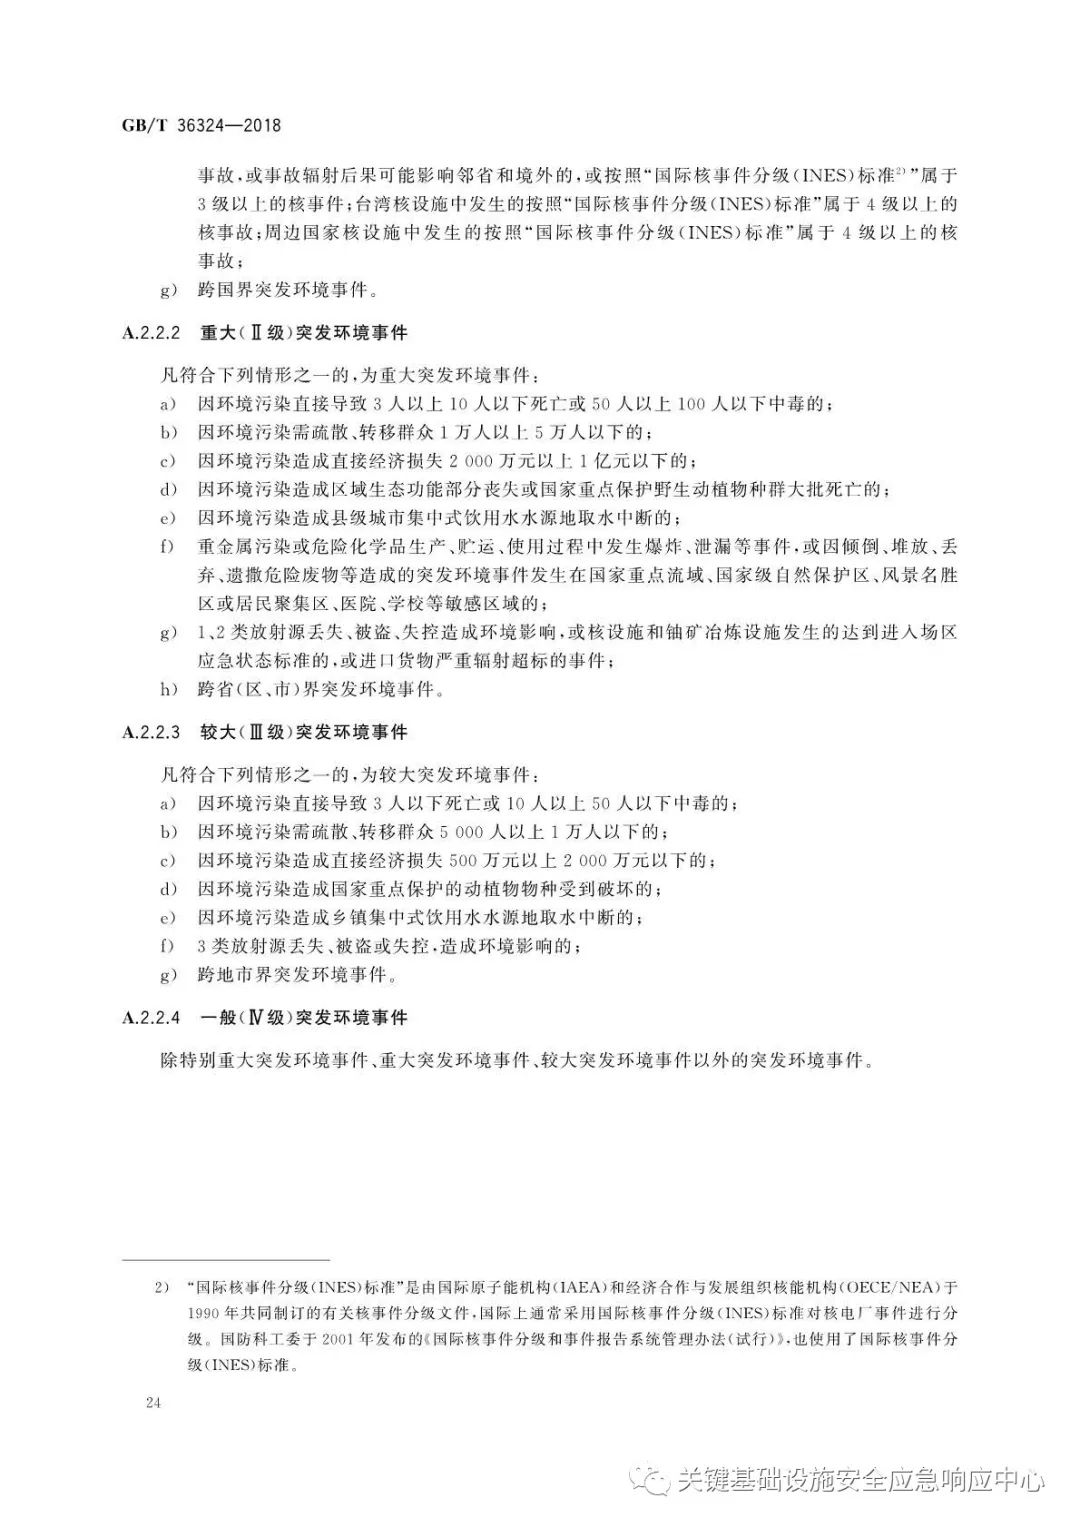 GB/T 36324—2018
事故,或事故辐射后果可能影响邻省和境外的,或按照“国际核事件分级(INES)标准2)”属于
3级以上的核事件;台湾核设施中发生的按照“国际核事件分级(INES)标准”属于4级以上的
核事故;周边国家核设施中发生的按照“国际核事件分级(INES)标准”属于4级以上的核
事故;
g) 跨国界突发环境事件。
A.2.2.2 重大(Ⅱ级)突发环境事件
凡符合下列情形之一的,为重大突发环境事件:
a) 因环境污染直接导致3人以上10人以下死亡或50人以上100人以下中毒的;
b) 因环境污染需疏散、转移群众1万人以上5万人以下的;
c) 因环境污染造成直接经济损失2 000万元以上1亿元以下的;
d) 因环境污染造成区域生态功能部分丧失或国家重点保护野生动植物种群大批死亡的;
e) 因环境污染造成县级城市集中式饮用水水源地取水中断的;
f) 重金属污染或危险化学品生产、贮运、使用过程中发生爆炸、泄漏等事件,或因倾倒、堆放、丢
弃、遗撒危险废物等造成的突发环境事件发生在国家重点流域、国家级自然保护区、风景名胜
区或居民聚集区、医院、学校等敏感区域的;
g) 1、2类放射源丢失、被盗、失控造成环境影响,或核设施和铀矿冶炼设施发生的达到进入场区
应急状态标准的,或进口货物严重辐射超标的事件;
h) 跨省(区、市)界突发环境事件。
A.2.2.3 较大(Ⅲ级)突发环境事件
凡符合下列情形之一的,为较大突发环境事件:
a) 因环境污染直接导致3人以下死亡或10人以上50人以下中毒的;
b) 因环境污染需疏散、转移群众5 000人以上1万人以下的;
c) 因环境污染造成直接经济损失500万元以上2 000万元以下的;
d) 因环境污染造成国家重点保护的动植物物种受到破坏的;
e) 因环境污染造成乡镇集中式饮用水水源地取水中断的;
f) 3类放射源丢失、被盗或失控,造成环境影响的;
g) 跨地市界突发环境事件。
A.2.2.4 一般(Ⅳ级)突发环境事件
除特别重大突发环境事件、重大突发环境事件、较大突发环境事件以外的突发环境事件。
2) “国际核事件分级(INES)标准”是由国际原子能机构(IAEA)和经济合作与发展组织核能机构(OECE/NEA)于
1990年共同制订的有关核事件分级文件,国际上通常采用国际核事件分级(INES)标准对核电厂事件进行分
级。国防科工委于2001年发布的《国际核事件分级和事件报告系统管理办法(试行)》,也使用了国际核事件分
级(INES)标准。
24
关键基础设施安全应急响应中心